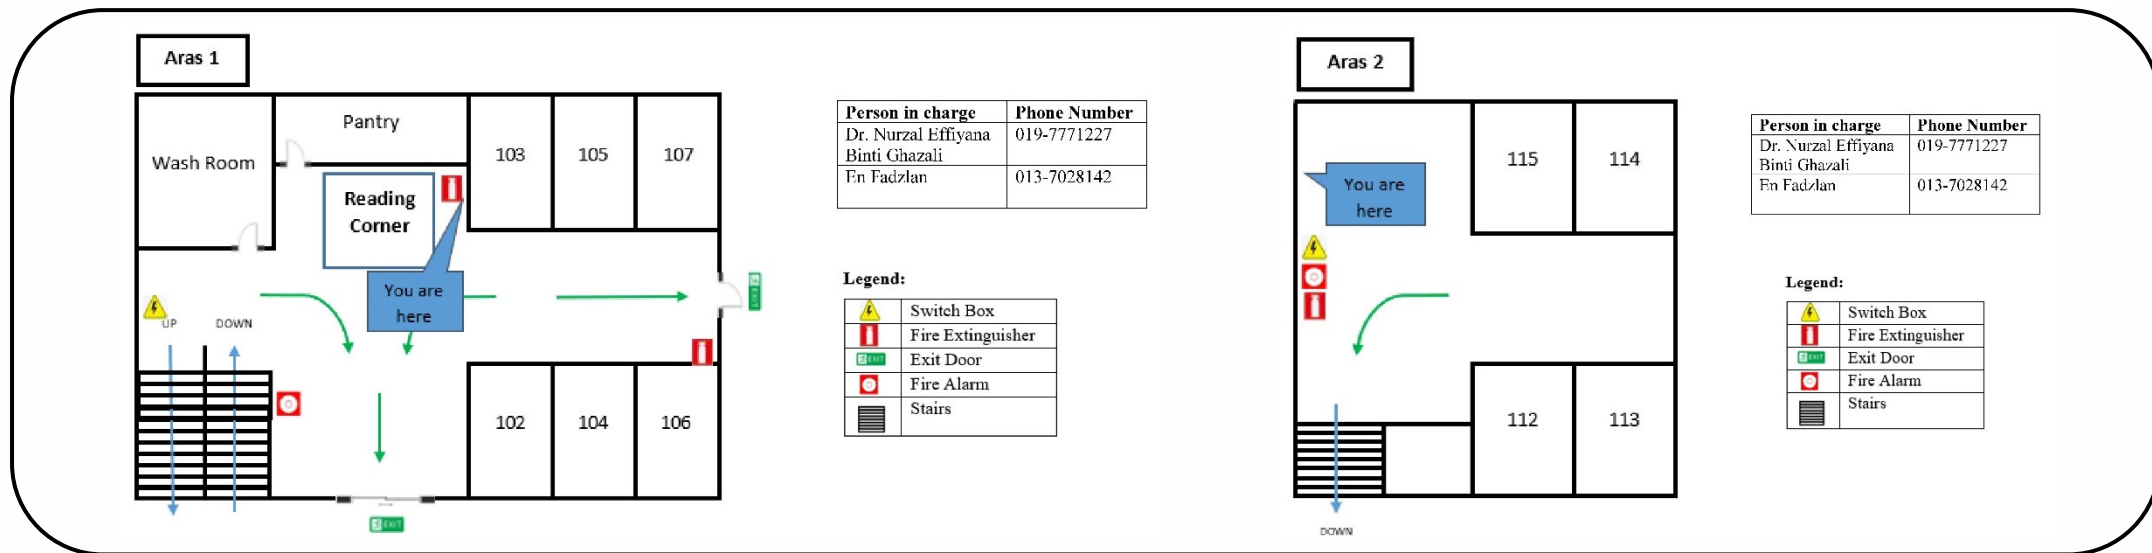 Aras 1
Pantry
Wash Room
103
105
107
Reading
Corner
You are
here
UP
DOWN
102
104
106
EXIT
EXIT
Person in charge
Phone Number
Dr. Nurzal Effiyana
Binti Ghazali
019-7771227
En Fadzlan
013-7028142
Legend:
Switch Box
Fire Extinguisher
EXIT
Exit Door
Fire Alarm
Stairs
Aras 2
115
114
You are
here
112
113
DOWN
Person in charge
Phone Number
Dr. Nurzal Effiyana
Binti Ghazali
019-7771227
En Fadzlan
013-7028142
Legend:
Switch Box
Fire Extinguisher
EXIT
Exit Door
Fire Alarm
Stairs